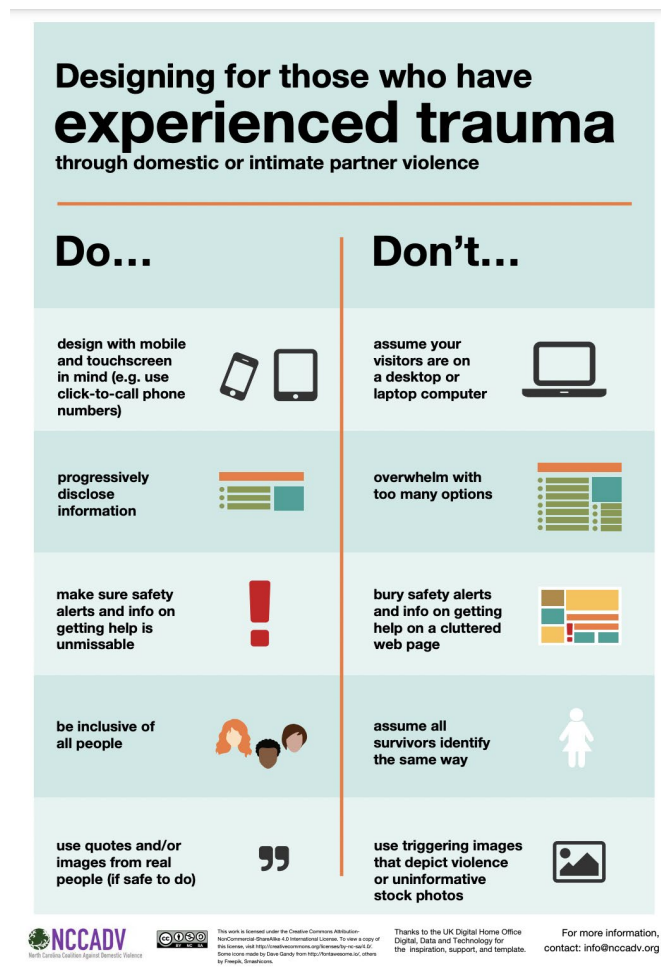 Designing for those who have
experienced trauma
through domestic or intimate partner violence
Do...
Don't...
design with mobile
and touchscreen
in mind (e.g. use
click-to-call phone
numbers)
assume your
visitors are on
a desktop or
laptop computer
progressively
disclose
information
overwhelm with
too many options
make sure safety
alerts and info on
getting help is
unmissable
bury safety alerts
and info on getting
help on a cluttered
web page
be inclusive of
all people
assume all
survivors identify
the same way
use quotes and/or
images from real
people (if safe to do)
use triggering images
that depict violence
or uninformative
stock photos
NCCADV
North Carolina Coalition Against Domestic Violence
CC
BY NC SA
This work is licensed under the Creative Commons Attribution-
NonCommercial-ShareAlike 4.0 International License. To view a copy of
this license, visit http://creativecommons.org/licenses/by-nc-sa/4.0/.
Some icons made by Dave Gandy from http://fontawesome.io/, others
by Freepik, Smashicons.
Thanks to the UK Digital Home Office
Digital, Data and Technology for
the inspiration, support, and template.
For more information,
contact: info@nccadv.org